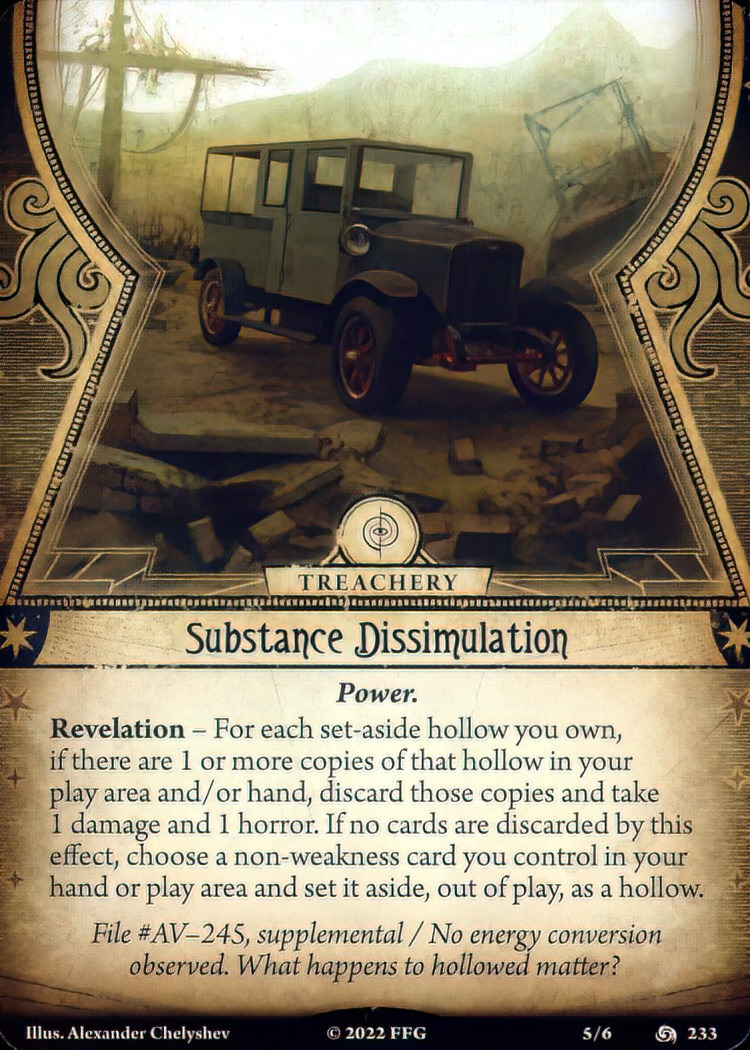 TREACHERY
Substance Dissimulation
Power.
Revelation – For each set-aside hollow you own,
if there are 1 or more copies of that hollow in your
play area and/or hand, discard those copies and take
1 damage and 1 horror. If no cards are discarded by this
effect, choose a non-weakness card you control in your
hand or play area and set it aside, out of play, as a hollow.
File #AV–245, supplemental / No energy conversion
observed. What happens to hollowed matter?
Illus. Alexander Chelyshev © 2022 FFG 5/6 233